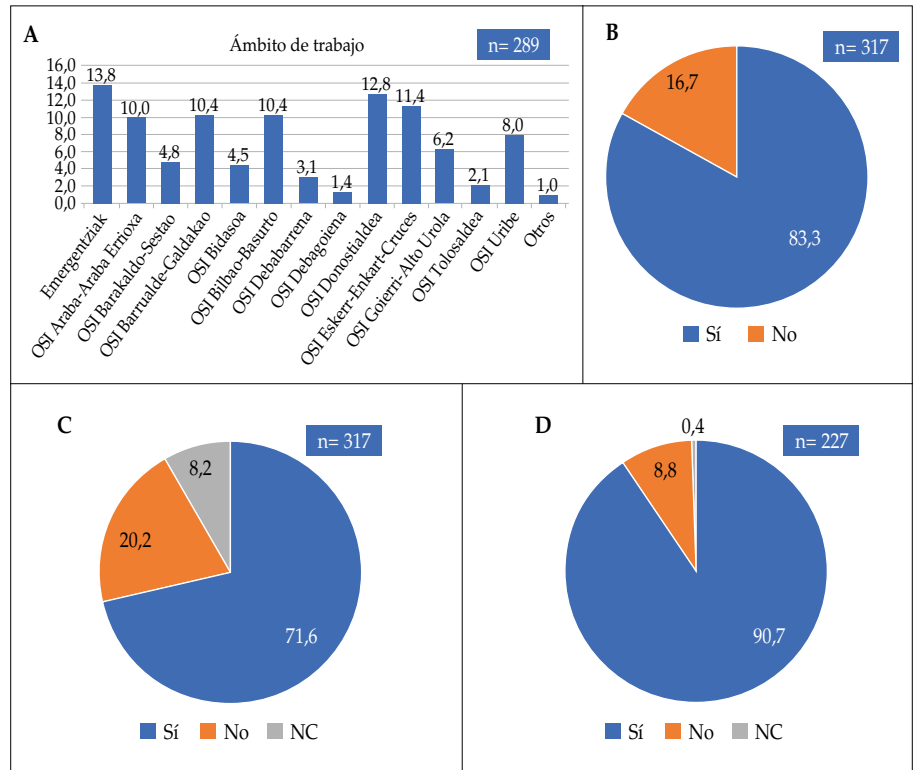 A
Ámbito de trabajo
n= 289
16,0
14,0
12,0
10,0
8,0
6,0
4,0
2,0
0,0
13,8
10,0
4,8
10,4
4,5
10,4
3,1
1,4
12,8
11,4
6,2
2,1
8,0
1,0
Emergentziak
OSI Araba-Araba Errioxa
OSI Barakaldo-Sestao
OSI Barrualde-Galdakao
OSI Bidasoa
OSI Bilbao-Basurto
OSI Debabarrena
OSI Debagoiena
OSI Donostialdea
OSI Eskerr-Enkart-Cruces
OSI Goierri-Alto Urola
OSI Tolosaldea
OSI Uribe
Otros
B
n= 317
16,7
83,3
Sí No
C
n= 317
8,2
20,2
71,6
Sí No NC
D
n= 227
0,4
8,8
90,7
Sí No NC